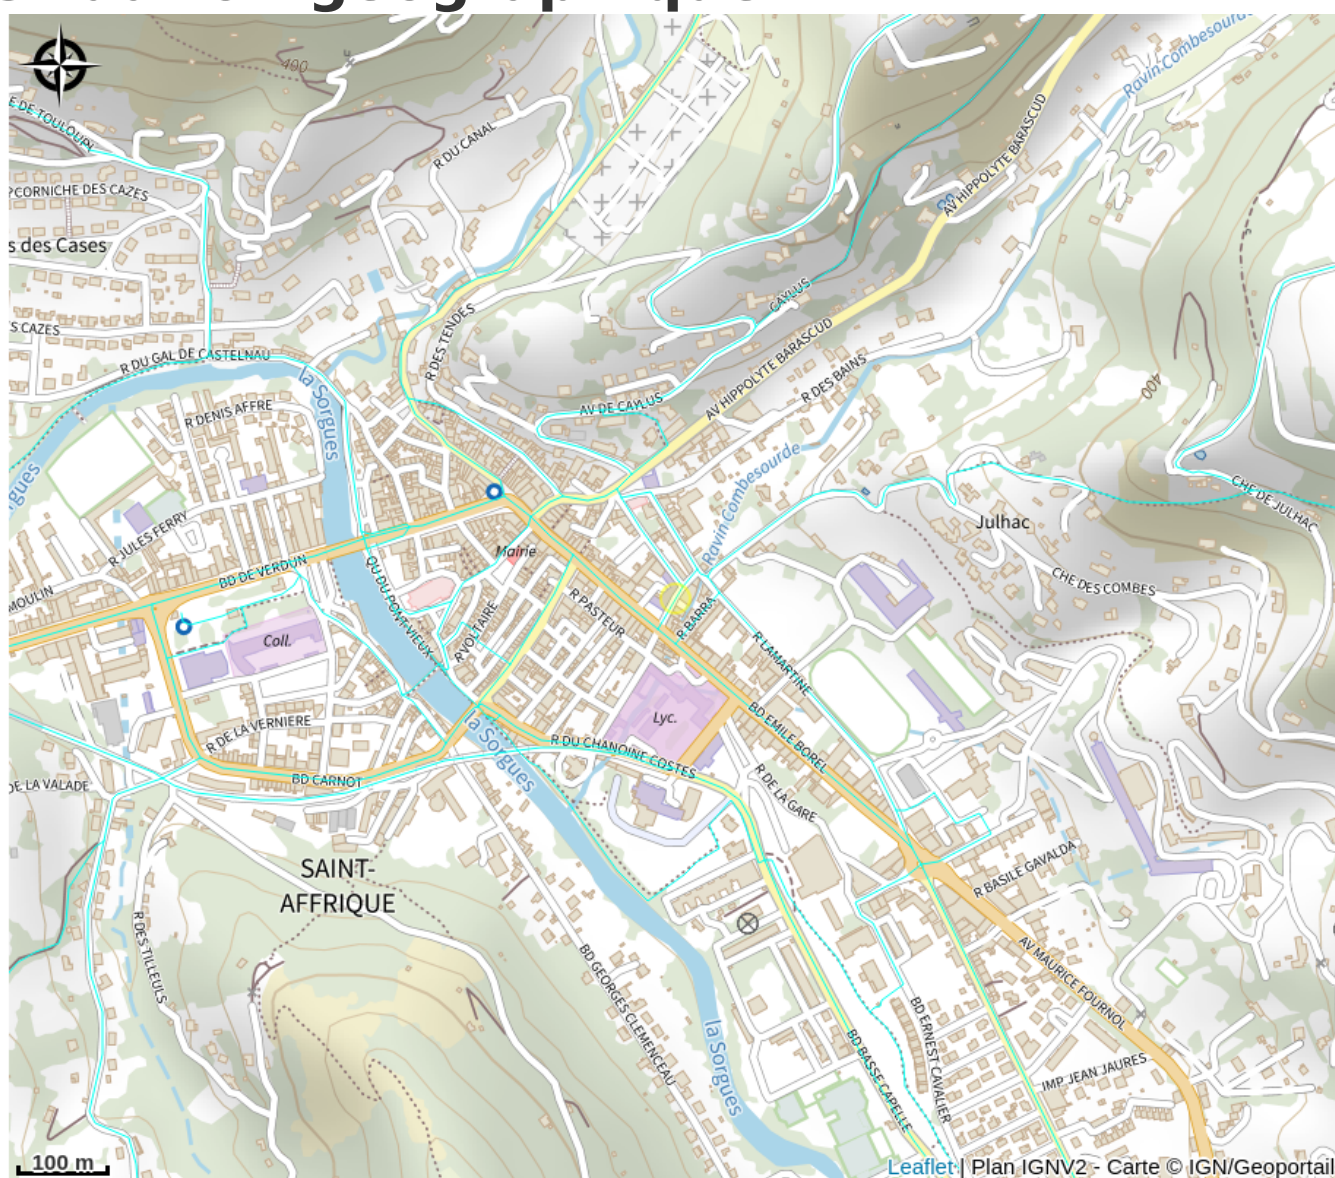 géographique
400
Ravin Combesourde
E DE TOULOUPI
R DU CANAL
AV HIPPOLYTE BARASCUD
CORNICHE DES CAZES
s des Cases
CAYLUS
S CAZES
R DES TENDES
AV HIPPOLYTE BARASCUD
R DU GAL DE CASTELNAU
R DES BAINS
la Sorgues
400
R DENIS AFFRE
AV DE CAYLUS
Ravin Combesourde
rgues
CHE DE JULHAC
R JULES FERRY
Julhac
Mairie
BD DE VERDUN
QU DU PONT VIEUX
CHE DES COMBES
MOULIN
R PASTEUR
R BARRA
R VOLTAIRE
Coll.
R LAMARTINE
Lyc.
R DE LA VERNIERE
la Sorgues
BD EMILE BOREL
R DU CHANOINE COSTES
DE LA VALADE
BD CARNOT
R DE LA GARE
SAINT-
AFFRIQUE
R BASILE GAVALDA
R DES TILLEULS
BD GEORGES CLEMENCEAU
AV MAURICE FOURNOL
BD ERNEST CAVALIER
la Sorgues
BD BASSE CAPELLE
IMP JEAN JAURES
100 m
Leaflet | Plan IGNV2 - Carte © IGN/Geoportail